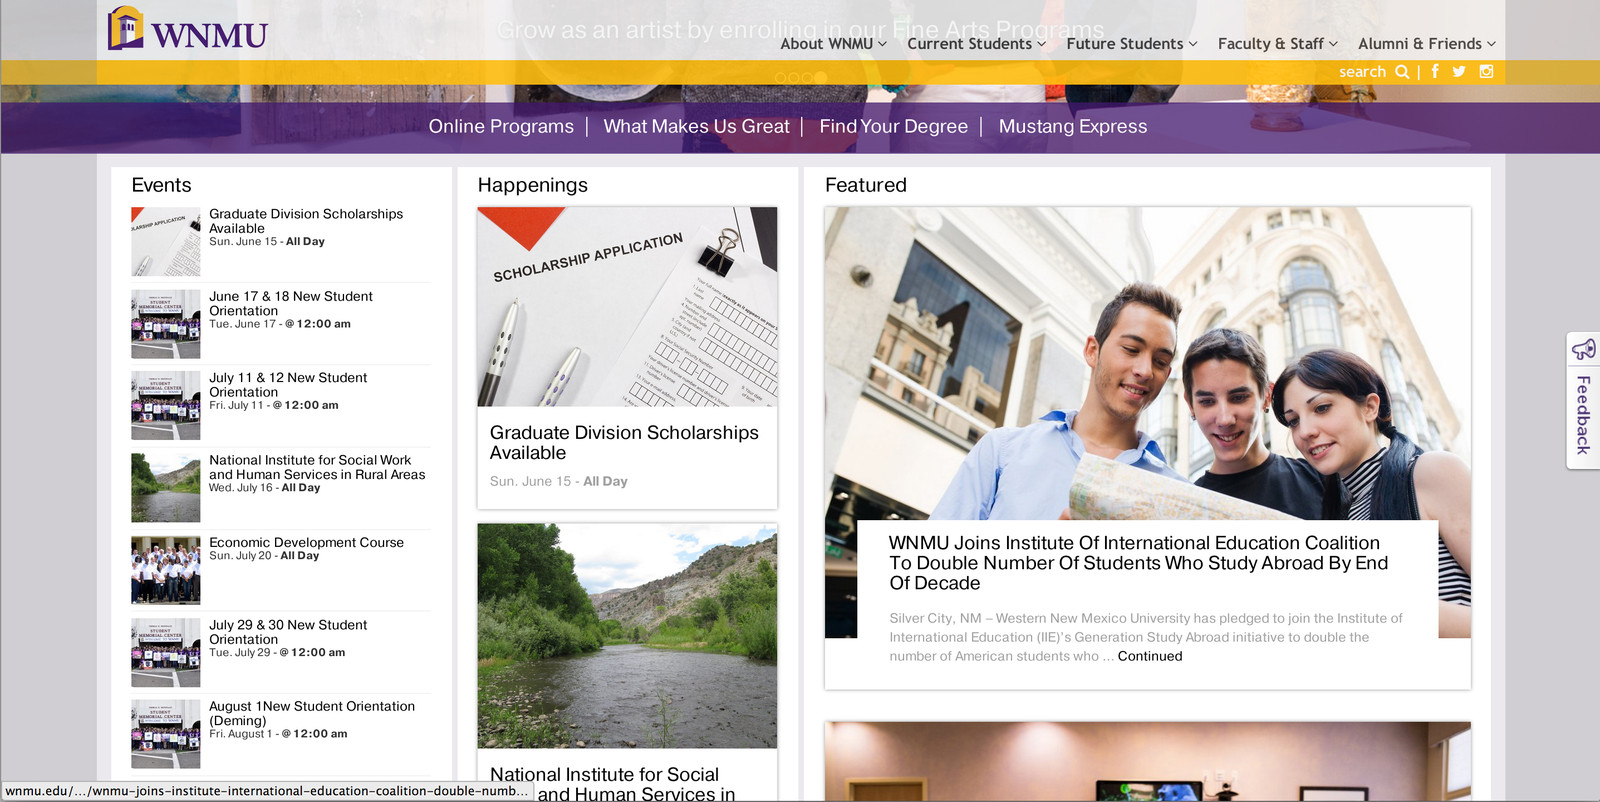 WNMU
Grow as an artist by enrolling in our Fine Arts Programs
About WNMU Current Students Future Students Faculty & Staff Alumni & Friends
search |
Online Programs | What Makes Us Great | Find Your Degree | Mustang Express
Events
Graduate Division Scholarships
Available
Sun. June 15 - All Day
June 17 & 18 New Student
Orientation
Tue. June 17 - @ 12:00 am
July 11 & 12 New Student
Orientation
Fri. July 11 - @ 12:00 am
National Institute for Social Work
and Human Services in Rural Areas
Wed. July 16 - All Day
Economic Development Course
Sun. July 20 - All Day
July 29 & 30 New Student
Orientation
Tue. July 29 - @ 12:00 am
August 1New Student Orientation
(Deming)
Fri. August 1 - @ 12:00 am
Happenings
SCHOLARSHIP APPLICATION
Graduate Division Scholarships
Available
Sun. June 15 - All Day
National Institute for Social
and Human Services in
Featured
WNMU Joins Institute Of International Education Coalition
To Double Number Of Students Who Study Abroad By End
Of Decade
Silver City, NM – Western New Mexico University has pledged to join the Institute of
International Education (IIE)'s Generation Study Abroad initiative to double the
number of American students who ... Continued
Feedback
wnmu.edu/.../wnmu-joins-institute-international-education-coalition-double-numb...